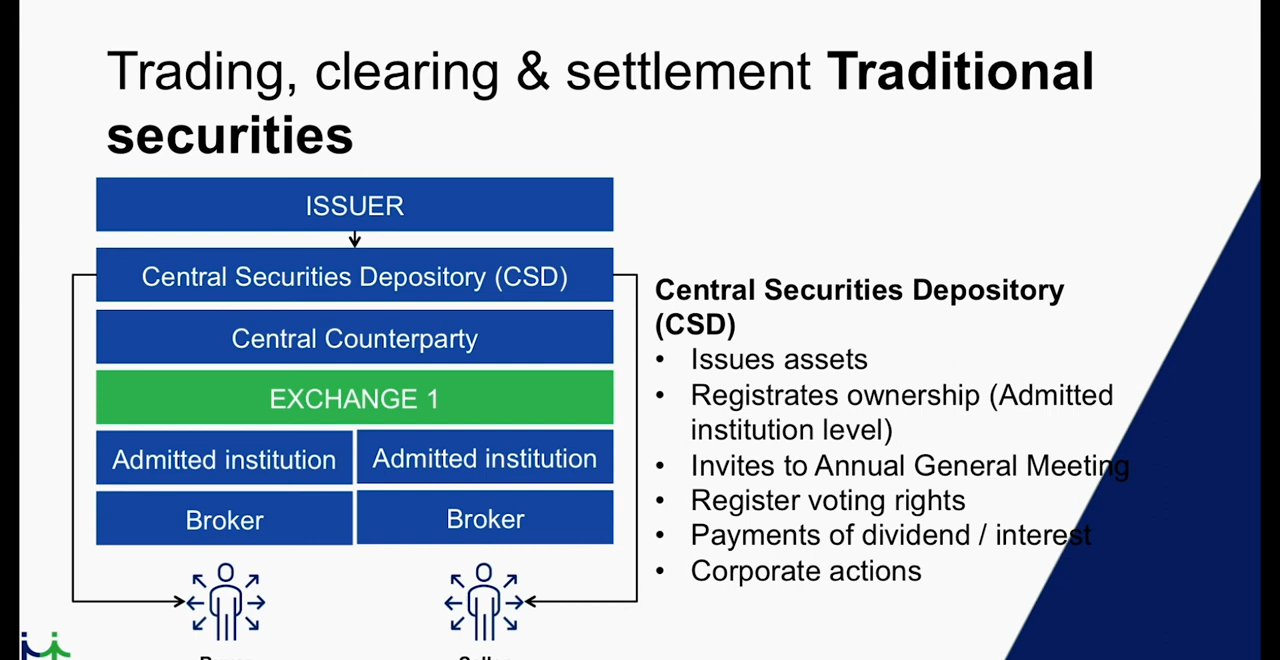 Trading, clearing & settlement Traditional
securities
ISSUER
Central Securities Depository (CSD)
Central Counterparty
EXCHANGE 1
Admitted institution
Admitted institution
Broker
Broker
Central Securities Depository
(CSD)
• Issues assets
• Registrates ownership (Admitted
institution level)
• Invites to Annual General Meeting
• Register voting rights
• Payments of dividend / interest
• Corporate actions